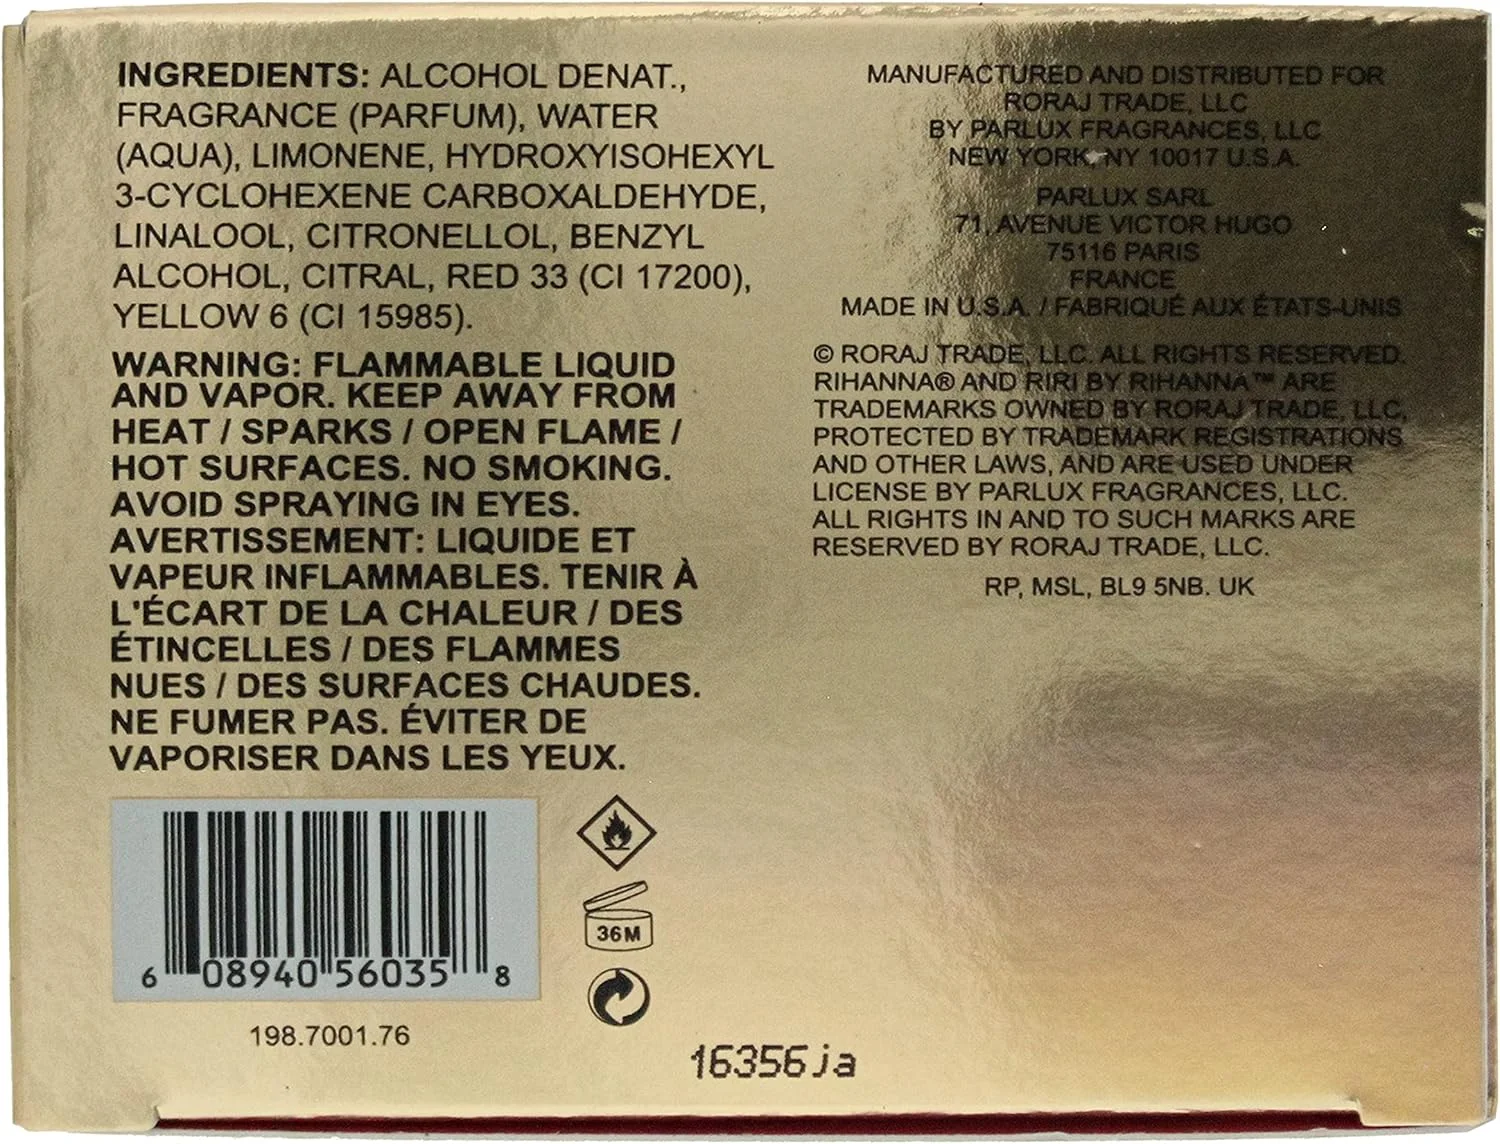 INGREDIENTS: ALCOHOL DENAT.,
FRAGRANCE (PARFUM), WATER
(AQUA), LIMONENE, HYDROXYISOHEXYL
3-CYCLOHEXENE CARBOXALDEHYDE,
LINALOOL, CITRONELLOL, BENZYL
ALCOHOL, CITRAL, RED 33 (CI 17200),
YELLOW 6 (CI 15985).
WARNING: FLAMMABLE LIQUID
AND VAPOR. KEEP AWAY FROM
HEAT / SPARKS / OPEN FLAME /
HOT SURFACES. NO SMOKING.
AVOID SPRAYING IN EYES.
AVERTISSEMENT: LIQUIDE ET
VAPEUR INFLAMMABLES. TENIR À
L'ÉCART DE LA CHALEUR / DES
ÉTINCELLES / DES FLAMMES
NUES / DES SURFACES CHAUDES.
NE FUMER PAS. ÉVITER DE
VAPORISER DANS LES YEUX.
6 08940 56035 8
198.7001.76
36M
16356ja
MANUFACTURED AND DISTRIBUTED FOR
RORAJ TRADE, LLC
BY PARLUX FRAGRANCES, LLC
NEW YORK, NY 10017 U.S.A.
PARLUX SARL
71, AVENUE VICTOR HUGO
75116 PARIS
FRANCE
MADE IN U.S.A. / FABRIQUÉ AUX ÉTATS-UNIS
© RORAJ TRADE, LLC. ALL RIGHTS RESERVED.
RIHANNA® AND RIRI BY RIHANNA™ ARE
TRADEMARKS OWNED BY RORAJ TRADE, LLC,
PROTECTED BY TRADEMARK REGISTRATIONS
AND OTHER LAWS, AND ARE USED UNDER
LICENSE BY PARLUX FRAGRANCES, LLC.
ALL RIGHTS IN AND TO SUCH MARKS ARE
RESERVED BY RORAJ TRADE, LLC.
RP, MSL, BL9 5NB. UK